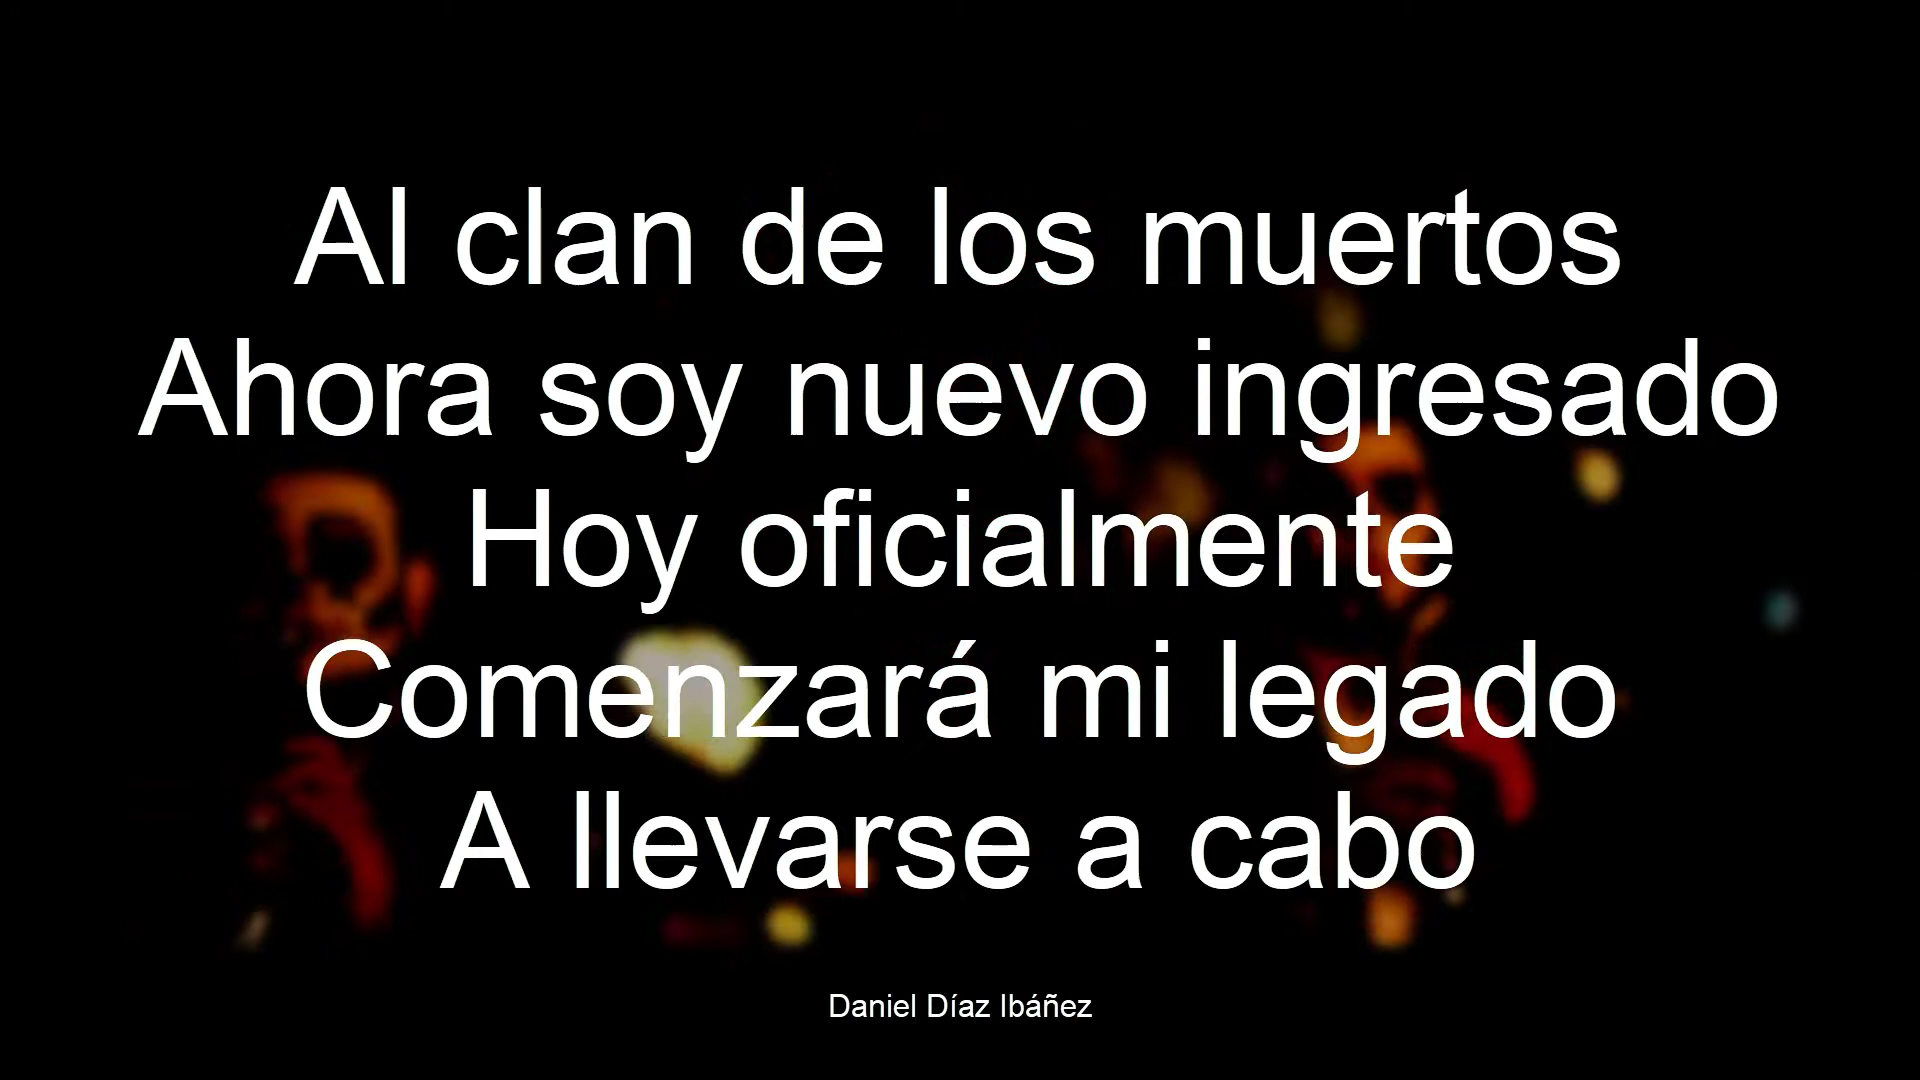 Al clan de los muertos
Ahora soy nuevo ingresado
Hoy oficialmente
Comenzará mi legado
A llevarse a cabo
Daniel Díaz Ibáñez